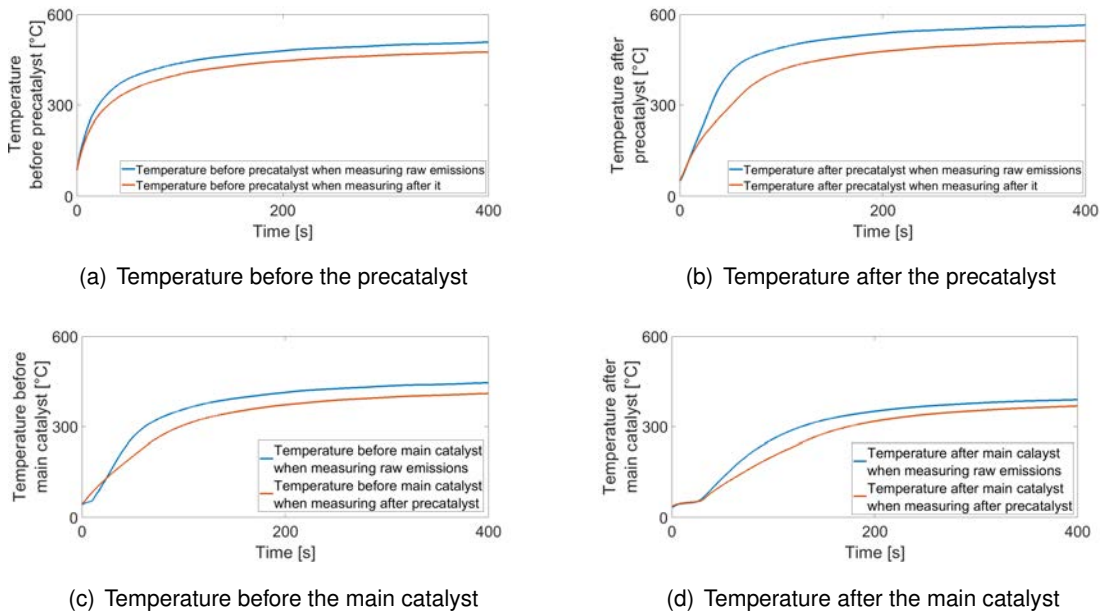 Temperature
before precatalyst [°C]
600
300
0
Temperature before precatalyst when measuring raw emissions
Temperature before precatalyst when measuring after it
0
200
400
Time [s]
(a) Temperature before the precatalyst
Temperature after
precatalyst [°C]
600
300
0
Temperature after precatalyst when measuring raw emissions
Temperature after precatalyst when measuring after it
0
200
400
Time [s]
(b) Temperature after the precatalyst
Temperature before
main catalyst [°C]
600
300
0
Temperature before main catalyst
when measuring raw emissions
Temperature before main catalyst
when measuring after precatalyst
0
200
400
Time [s]
(c) Temperature before the main catalyst
Temperature after
main catalyst [°C]
600
300
0
Temperature after main calayst
when measuring raw emissions
Temperature after main catalyst
when measuring after precatalyst
0
200
400
Time [s]
(d) Temperature after the main catalyst